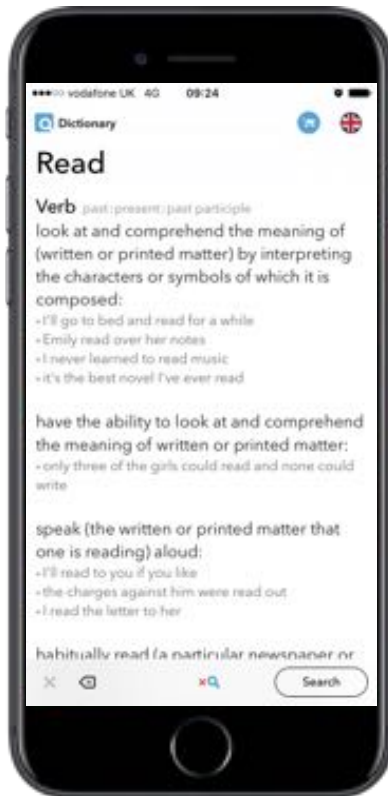 vodafone UK 4G 09:24
Dictionary
Read
Verb past:present:past participle
look at and comprehend the meaning of
(written or printed matter) by interpreting
the characters or symbols of which it is
composed:
-I'll go to bed and read for a while
-Emily read over her notes
-I never learned to read music
-it's the best novel I've ever read
have the ability to look at and comprehend
the meaning of written or printed matter:
-only three of the girls could read and none could
write
speak (the written or printed matter that
one is reading) aloud:
-I'll read to you if you like
-the charges against him were read out
-I read the letter to her
habitually read (a particular newspaper or
Search